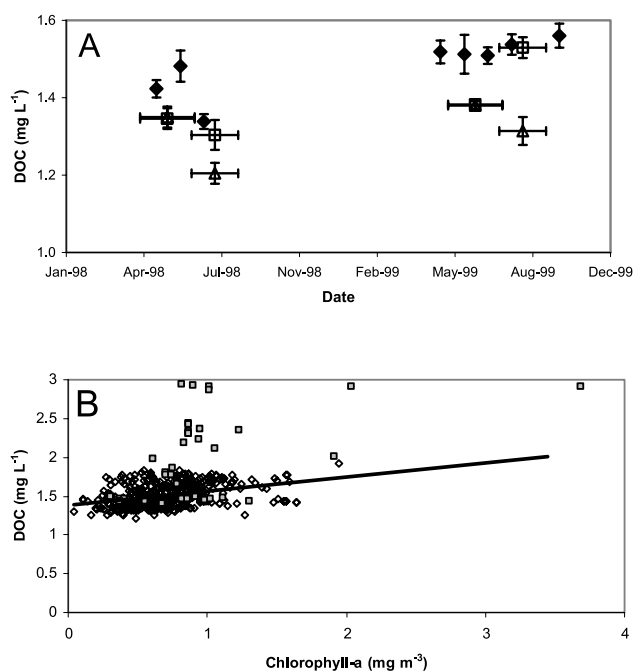 A
DOC (mg L⁻¹)
1.6
1.4
1.2
1.0
Jan-98 Apr-98 Jul-98 Nov-98 Feb-99 May-99 Aug-99 Dec-99
Date
B
DOC (mg L⁻¹)
3
2.5
2
1.5
1
0.5
0
0 1 2 3 4
Chlorophyll-a (mg m⁻³)